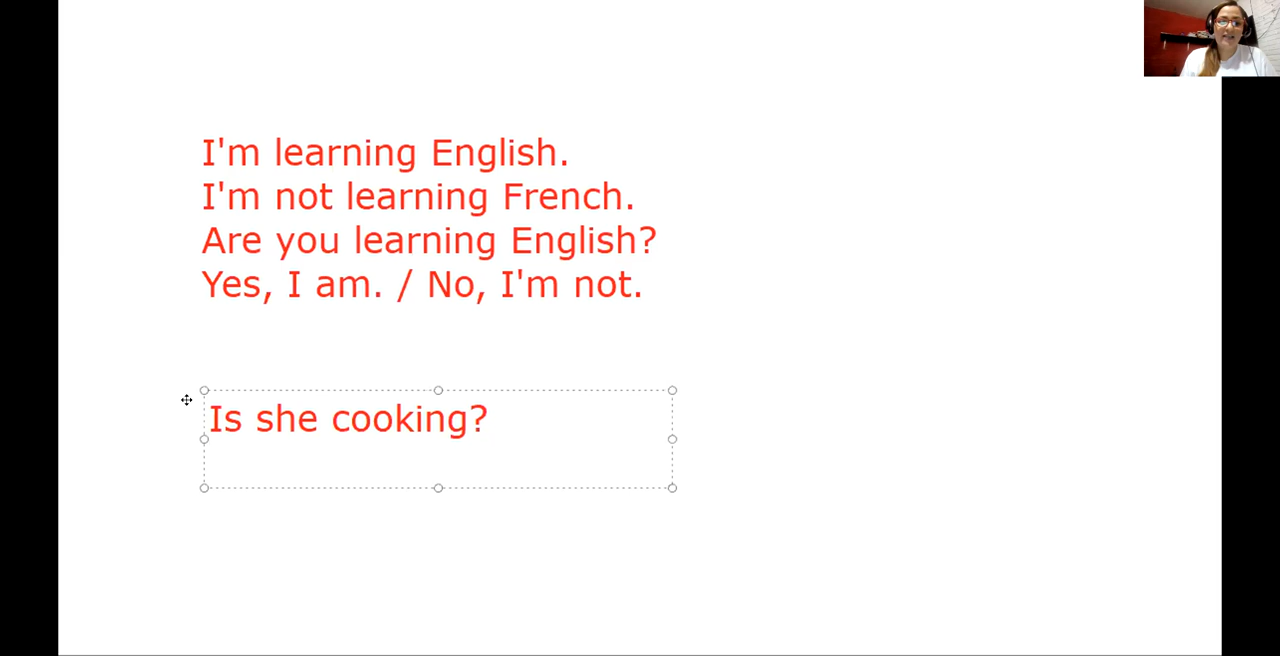 I'm learning English.
I'm not learning French.
Are you learning English?
Yes, I am. / No, I'm not.
Is she cooking?